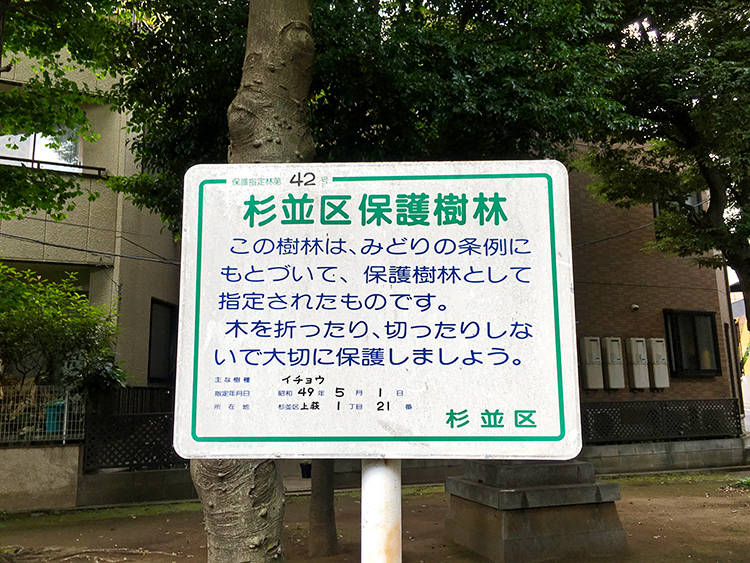 保護指定林第 42 号
杉並区保護樹林
この樹林は、みどりの条例に
もとづいて、保護樹林として
指定されたものです。
木を折ったり、切ったりしな
いで大切に保護しましょう。
主な樹種 イチョウ
指定年月日 昭和 49 年 5 月 1 日
所在地 杉並区上荻 1 丁目 21 番
杉並区